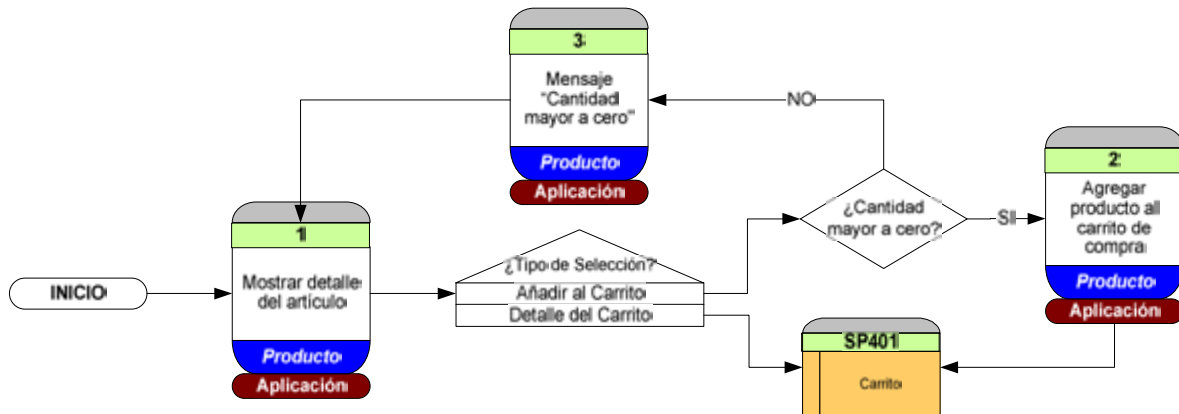 3
Mensaje
"Cantidad
mayor a cero"
Producto
Aplicación
NO
2
Agregar
producto al
carrito de
compra
Producto
Aplicación
¿Cantidad
mayor a cero?
SI
1
Mostrar detalle
del artículo
Producto
Aplicación
INICIO
¿Tipo de Selección?
Añadir al Carrito
Detalle del Carrito
SP401
Carrito